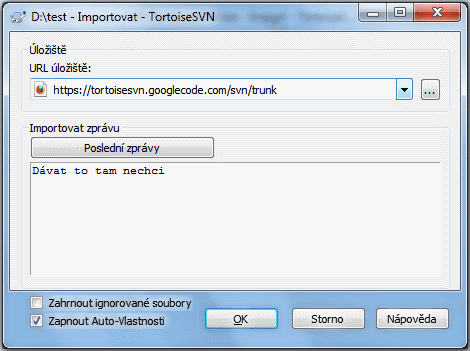 D:\test - Importovat - TortoiseSVN
Úložiště
URL úložiště:
https://tortoisesvn.googlecode.com/svn/trunk
...
Importovat zprávu
Poslední zprávy
Dávat to tam nechci
Zahrnout ignorované soubory
Zapnout Auto-Vlastnosti
OK
Storno
Nápověda